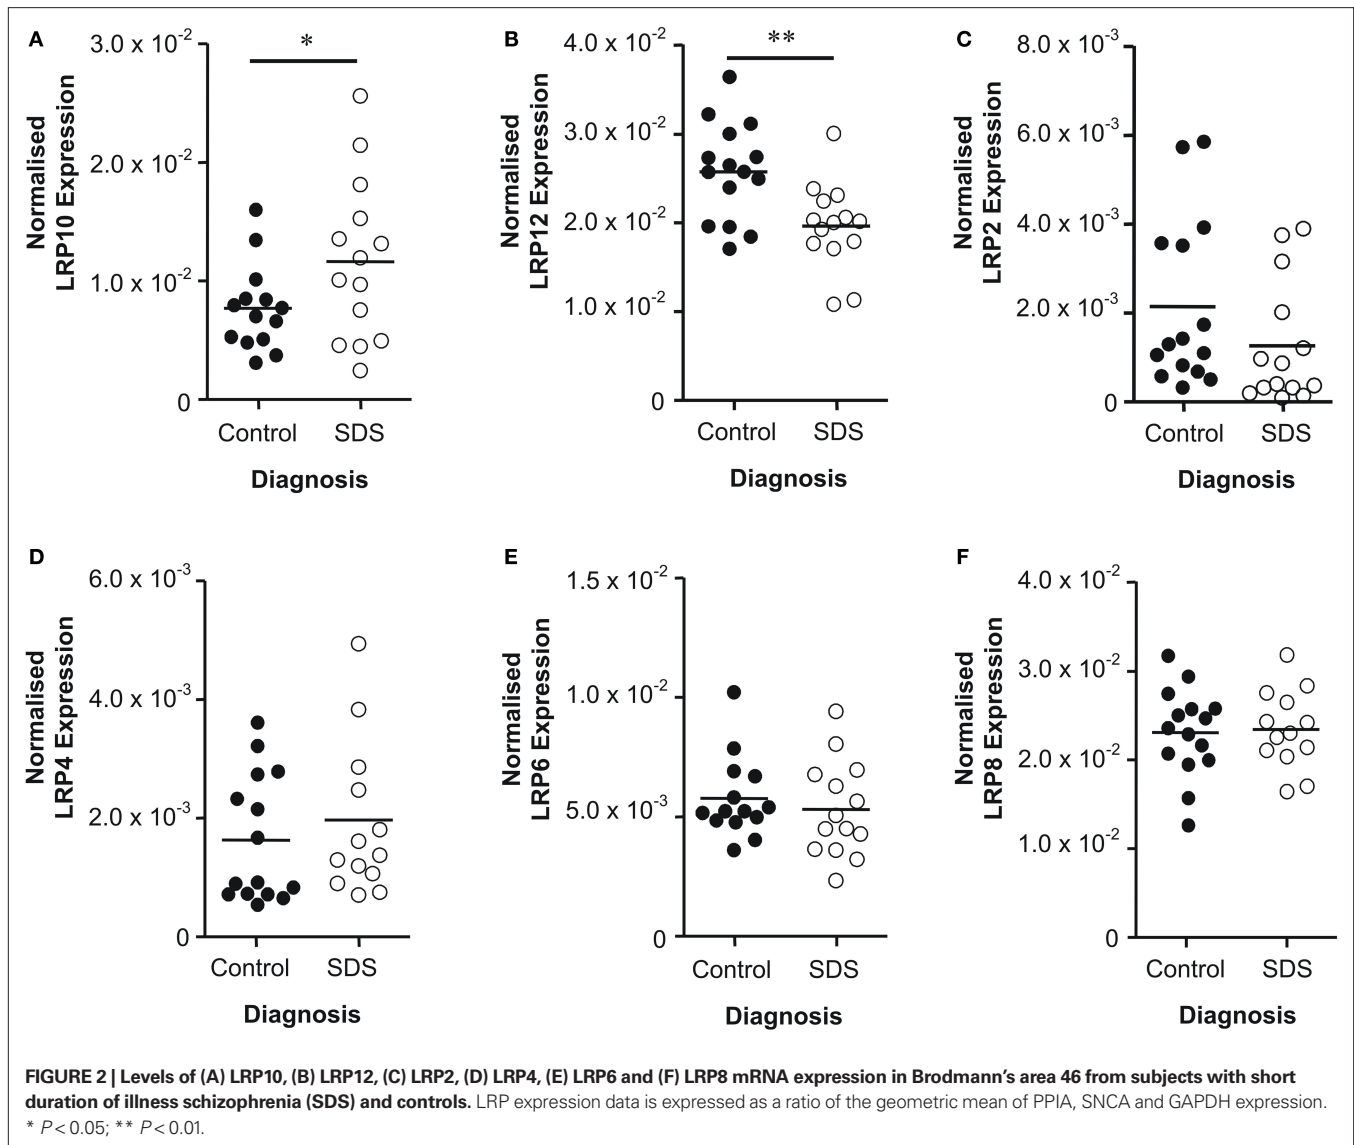 A
3.0 x 10-2
2.0 x 10-2
1.0 x 10-2
0
Normalised
LRP10 Expression
*
Control SDS
Diagnosis
B
4.0 x 10-2
3.0 x 10-2
2.0 x 10-2
1.0 x 10-2
0
Normalised
LRP12 Expression
**
Control SDS
Diagnosis
C
8.0 x 10-3
6.0 x 10-3
4.0 x 10-3
2.0 x 10-3
0
Normalised
LRP2 Expression
Control SDS
Diagnosis
D
6.0 x 10-3
4.0 x 10-3
2.0 x 10-3
0
Normalised
LRP4 Expression
Control SDS
Diagnosis
E
1.5 x 10-2
1.0 x 10-2
5.0 x 10-3
0
Normalised
LRP6 Expression
Control SDS
Diagnosis
F
4.0 x 10-2
3.0 x 10-2
2.0 x 10-2
1.0 x 10-2
0
Normalised
LRP8 Expression
Control SDS
Diagnosis
FIGURE 2 | Levels of (A) LRP10, (B) LRP12, (C) LRP2, (D) LRP4, (E) LRP6 and (F) LRP8 mRNA expression in Brodmann's area 46 from subjects with short
duration of illness schizophrenia (SDS) and controls. LRP expression data is expressed as a ratio of the geometric mean of PPIA, SNCA and GAPDH expression.
* P < 0.05; ** P < 0.01.